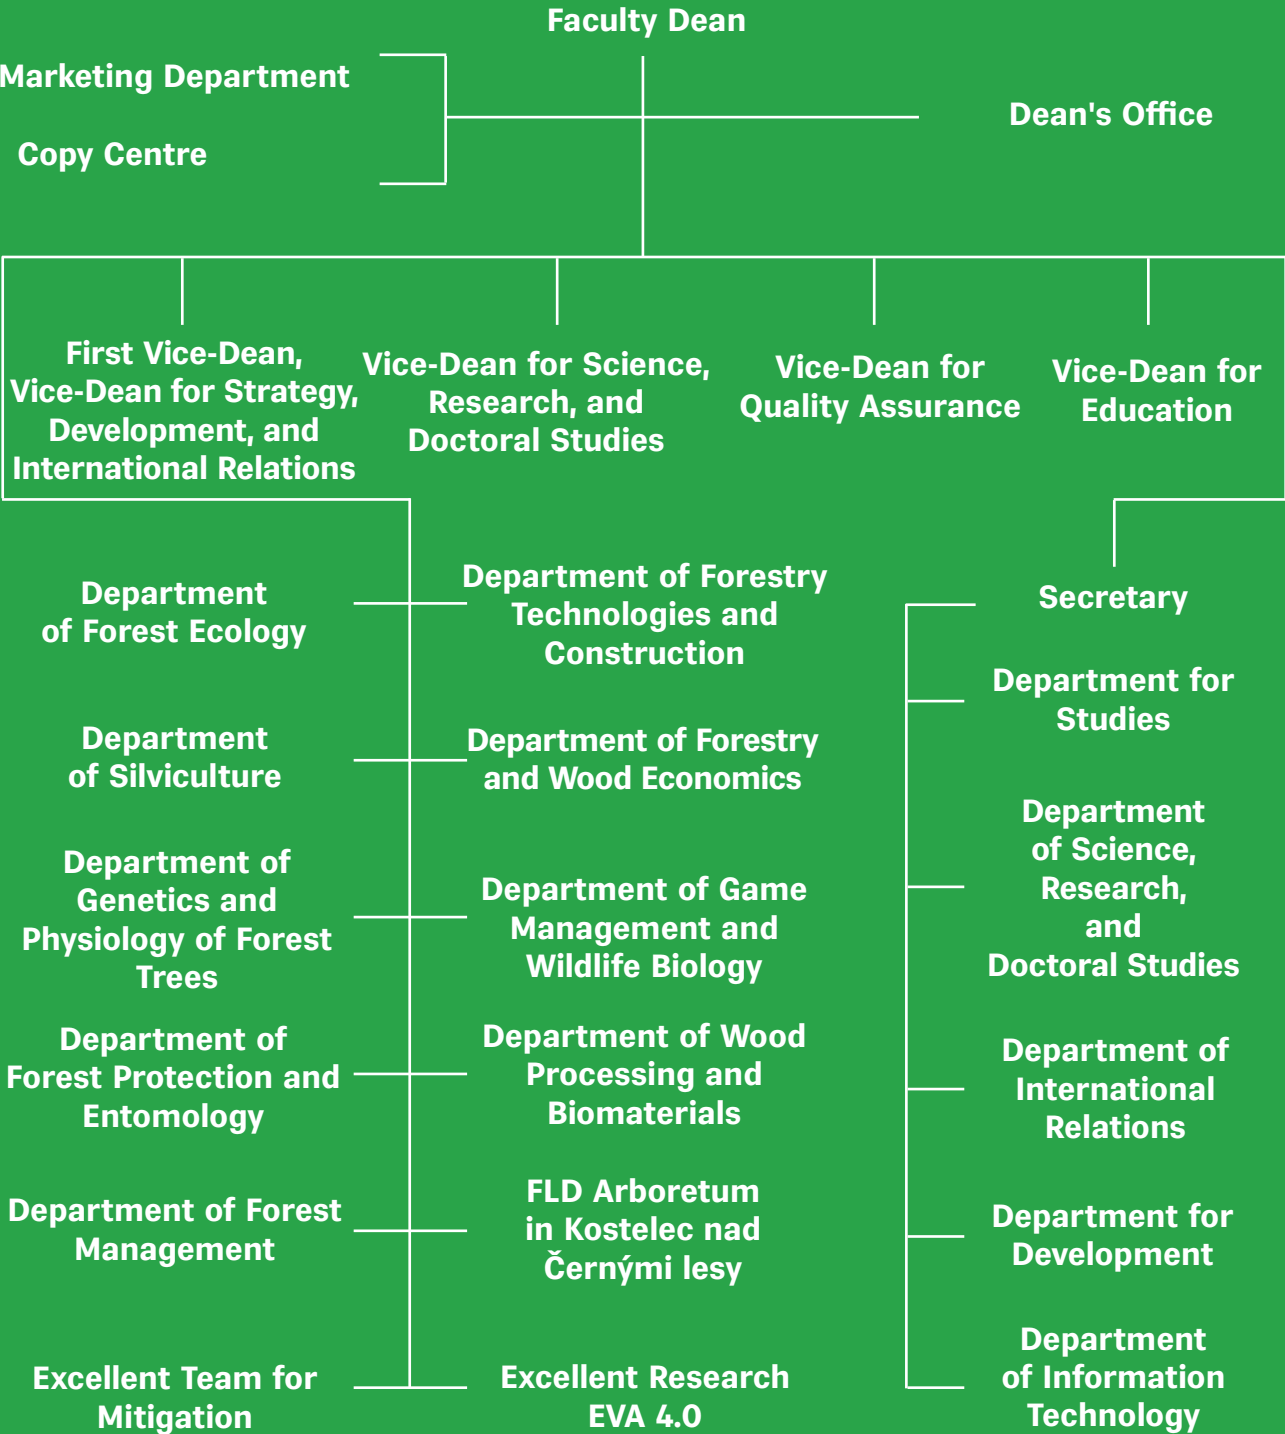 Faculty Dean
Marketing Department
Copy Centre
Dean's Office
First Vice-Dean,
Vice-Dean for Strategy,
Development, and
International Relations
Vice-Dean for Science,
Research, and
Doctoral Studies
Vice-Dean for
Quality Assurance
Vice-Dean for
Education
Department
of Forest Ecology
Department of Forestry
Technologies and
Construction
Secretary
Department for
Studies
Department
of Silviculture
Department of Forestry
and Wood Economics
Department
of Science,
Research,
and
Doctoral Studies
Department of
Genetics and
Physiology of Forest
Trees
Department of Game
Management and
Wildlife Biology
Department of
Forest Protection and
Entomology
Department of Wood
Processing and
Biomaterials
Department of
International
Relations
Department of Forest
Management
FLD Arboretum
in Kostelec nad
Černými lesy
Department for
Development
Excellent Team for
Mitigation
Excellent Research
EVA 4.0
Department
of Information
Technology